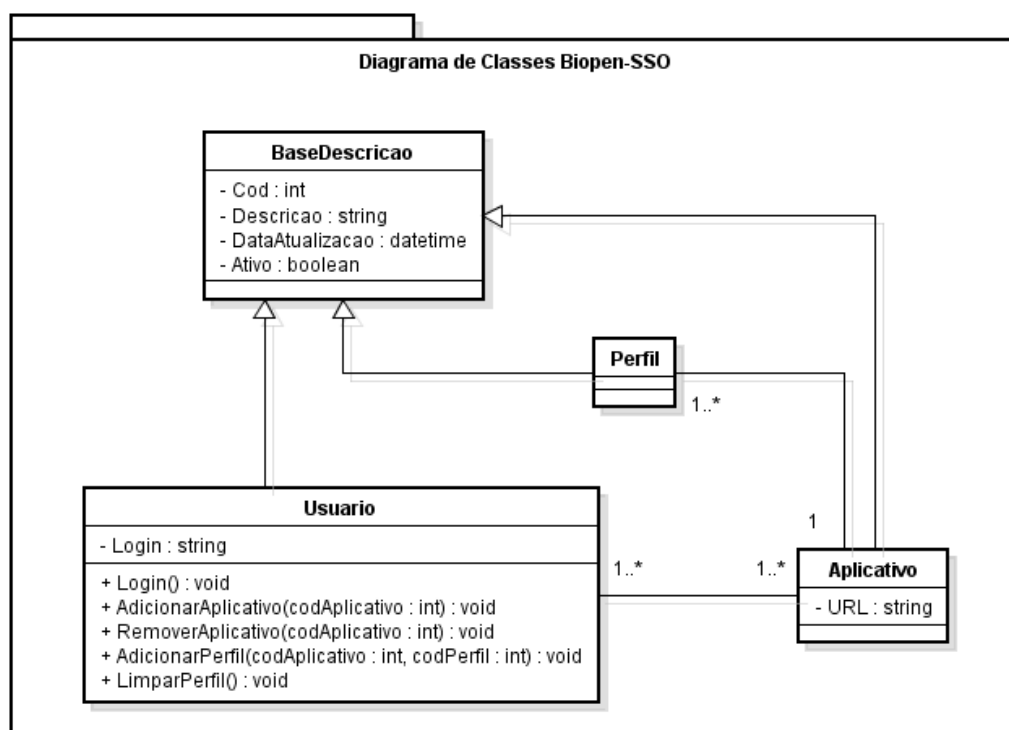 Diagrama de Classes Biopen-SSO
BaseDescricao
- Cod : int
- Descricao : string
- DataAtualizacao : datetime
- Ativo : boolean
Perfil
1..*
Usuario
- Login : string
+ Login() : void
+ AdicionarAplicativo(codAplicativo : int) : void
+ RemoverAplicativo(codAplicativo : int) : void
+ AdicionarPerfil(codAplicativo : int, codPerfil : int) : void
+ LimparPerfil() : void
1..*
1..*
1
Aplicativo
- URL : string